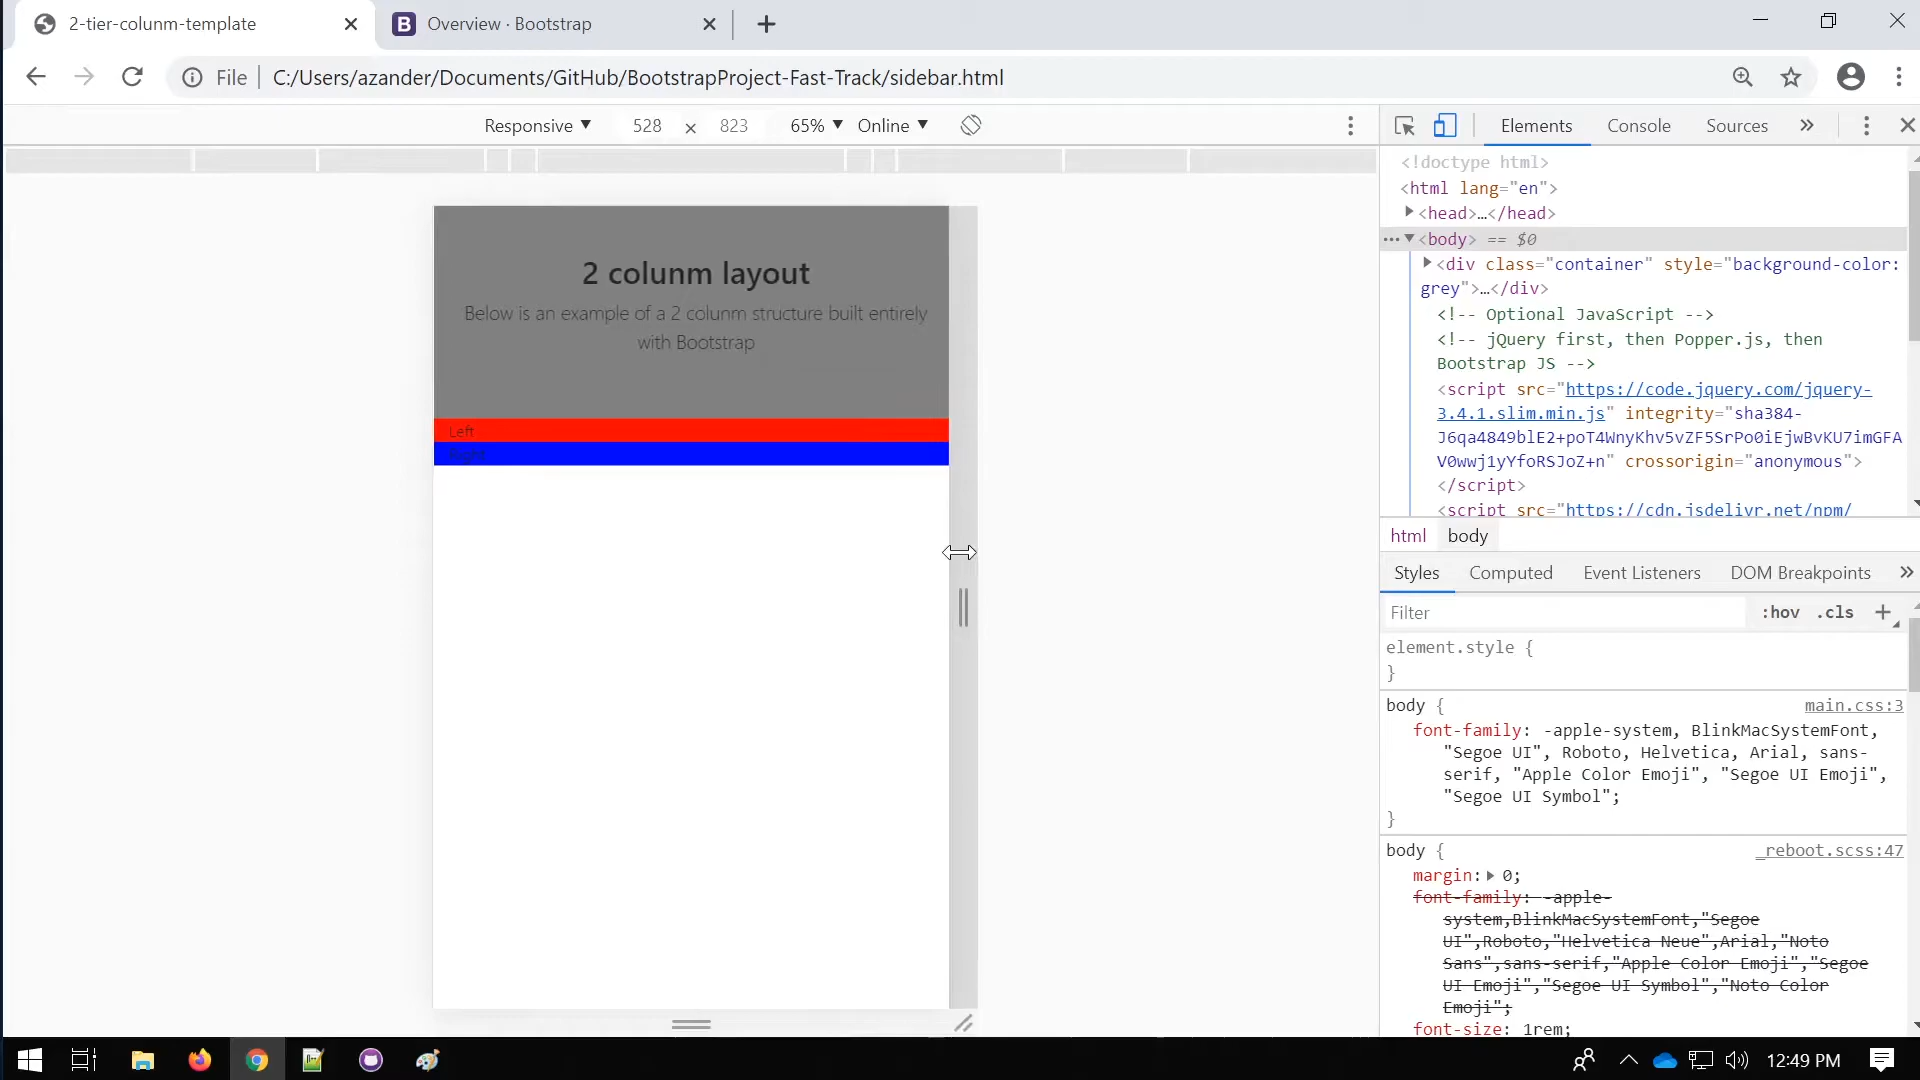 2-tier-colunm-template
Overview · Bootstrap
File
C:/Users/azander/Documents/GitHub/BootstrapProject-Fast-Track/sidebar.html
Responsive 528 x 823 65% Online
Elements Console Sources
<!doctype html>
<html lang="en">
<head>…</head>
<body> == $0
<div class="container" style="background-color:
grey">…</div>
<!-- Optional JavaScript -->
<!-- jQuery first, then Popper.js, then
Bootstrap JS -->
<script src="https://code.jquery.com/jquery-
3.4.1.slim.min.js" integrity="sha384-
J6qa4849blE2+poT4WnyKhv5vZF5SrPo0iEjwBvKU7imGFA
V0wwj1yYfoRSJoZ+n" crossorigin="anonymous">
</script>
<script src="https://cdn.jsdelivr.net/npm/
2 colunm layout
Below is an example of a 2 colunm structure built entirely
with Bootstrap
Left
Right
html body
Styles Computed Event Listeners DOM Breakpoints
Filter :hov .cls +
element.style {
}
body { main.css:3
font-family: -apple-system, BlinkMacSystemFont,
"Segoe UI", Roboto, Helvetica, Arial, sans-
serif, "Apple Color Emoji", "Segoe UI Emoji",
"Segoe UI Symbol";
}
body { _reboot.scss:47
margin: 0;
font-family: -apple-
system,BlinkMacSystemFont,"Segoe
UI",Roboto,"Helvetica Neue",Arial,"Noto
Sans",sans-serif,"Apple Color Emoji","Segoe
UI Emoji","Segoe UI Symbol","Noto Color
Emoji";
font-size: 1rem;
12:49 PM